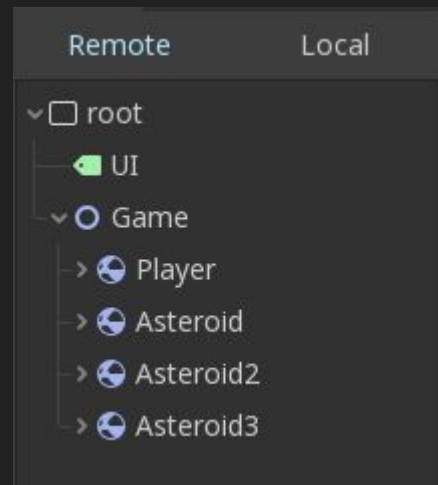 Remote Local
root
UI
Game
Player
Asteroid
Asteroid2
Asteroid3